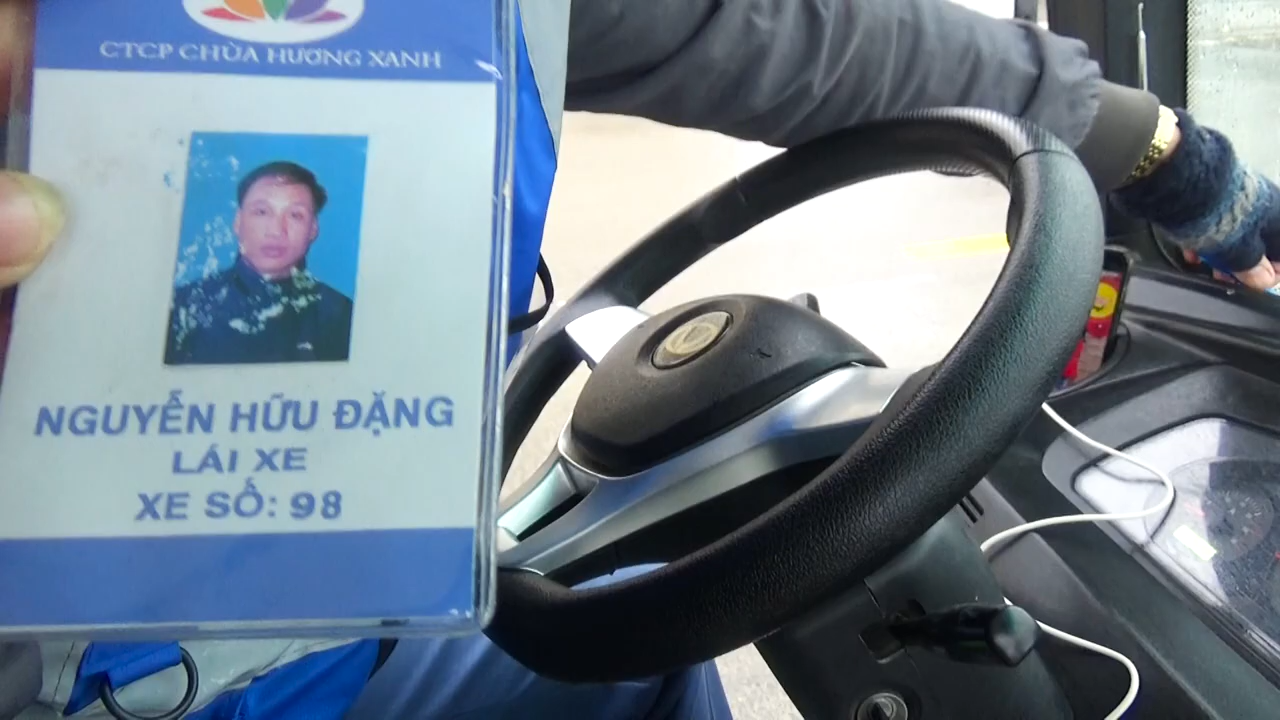 CTCP CHÙA HƯƠNG XANH
NGUYỄN HỮU ĐẶNG
LÁI XE
XE SỐ: 98